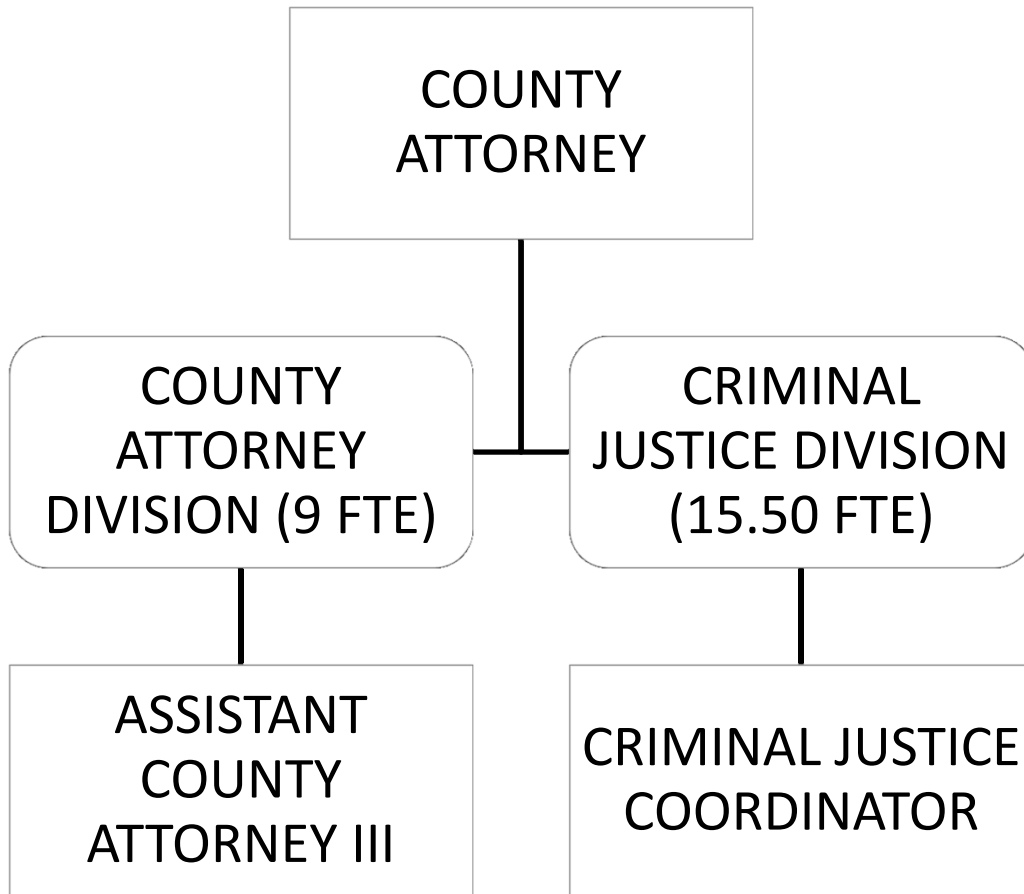 COUNTY
ATTORNEY
COUNTY
ATTORNEY
DIVISION (9 FTE)
CRIMINAL
JUSTICE DIVISION
(15.50 FTE)
ASSISTANT
COUNTY
ATTORNEY III
CRIMINAL JUSTICE
COORDINATOR